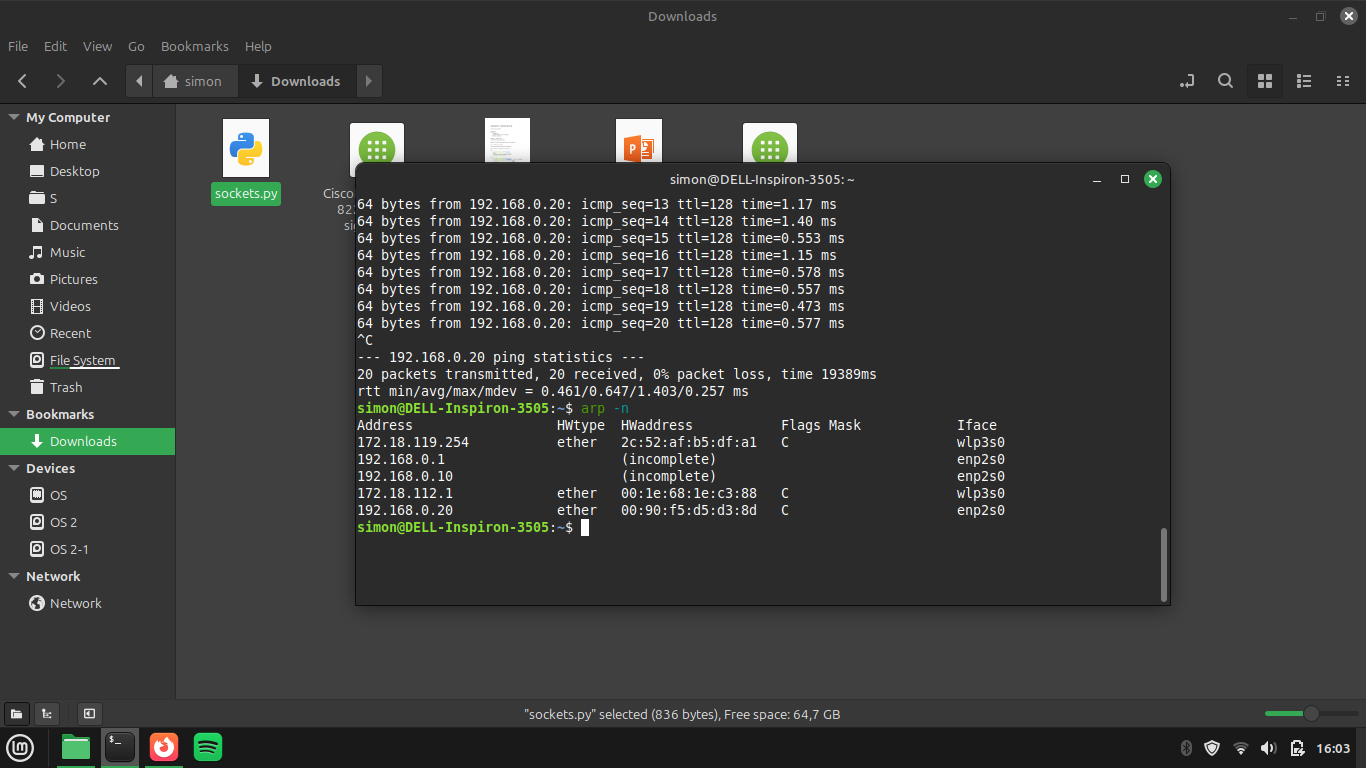 Downloads
File Edit View Go Bookmarks Help
simon Downloads
My Computer
Home
Desktop
S
Documents
Music
Pictures
Videos
Recent
File System
Trash
Bookmarks
Downloads
Devices
OS
OS 2
OS 2-1
Network
Network
sockets.py
Cisco
82
si
P
simon@DELL-Inspiron-3505: ~
64 bytes from 192.168.0.20: icmp_seq=13 ttl=128 time=1.17 ms
64 bytes from 192.168.0.20: icmp_seq=14 ttl=128 time=1.40 ms
64 bytes from 192.168.0.20: icmp_seq=15 ttl=128 time=0.553 ms
64 bytes from 192.168.0.20: icmp_seq=16 ttl=128 time=1.15 ms
64 bytes from 192.168.0.20: icmp_seq=17 ttl=128 time=0.578 ms
64 bytes from 192.168.0.20: icmp_seq=18 ttl=128 time=0.557 ms
64 bytes from 192.168.0.20: icmp_seq=19 ttl=128 time=0.473 ms
64 bytes from 192.168.0.20: icmp_seq=20 ttl=128 time=0.577 ms
^C
--- 192.168.0.20 ping statistics ---
20 packets transmitted, 20 received, 0% packet loss, time 19389ms
rtt min/avg/max/mdev = 0.461/0.647/1.403/0.257 ms
simon@DELL-Inspiron-3505:~$ arp -n
Address HWtype HWaddress Flags Mask Iface
172.18.119.254 ether 2c:52:af:b5:df:a1 C wlp3s0
192.168.0.1 (incomplete) enp2s0
192.168.0.10 (incomplete) enp2s0
172.18.112.1 ether 00:1e:68:1e:c3:88 C wlp3s0
192.168.0.20 ether 00:90:f5:d5:d3:8d C enp2s0
simon@DELL-Inspiron-3505:~$
"sockets.py" selected (836 bytes), Free space: 64,7 GB
$_
16:03